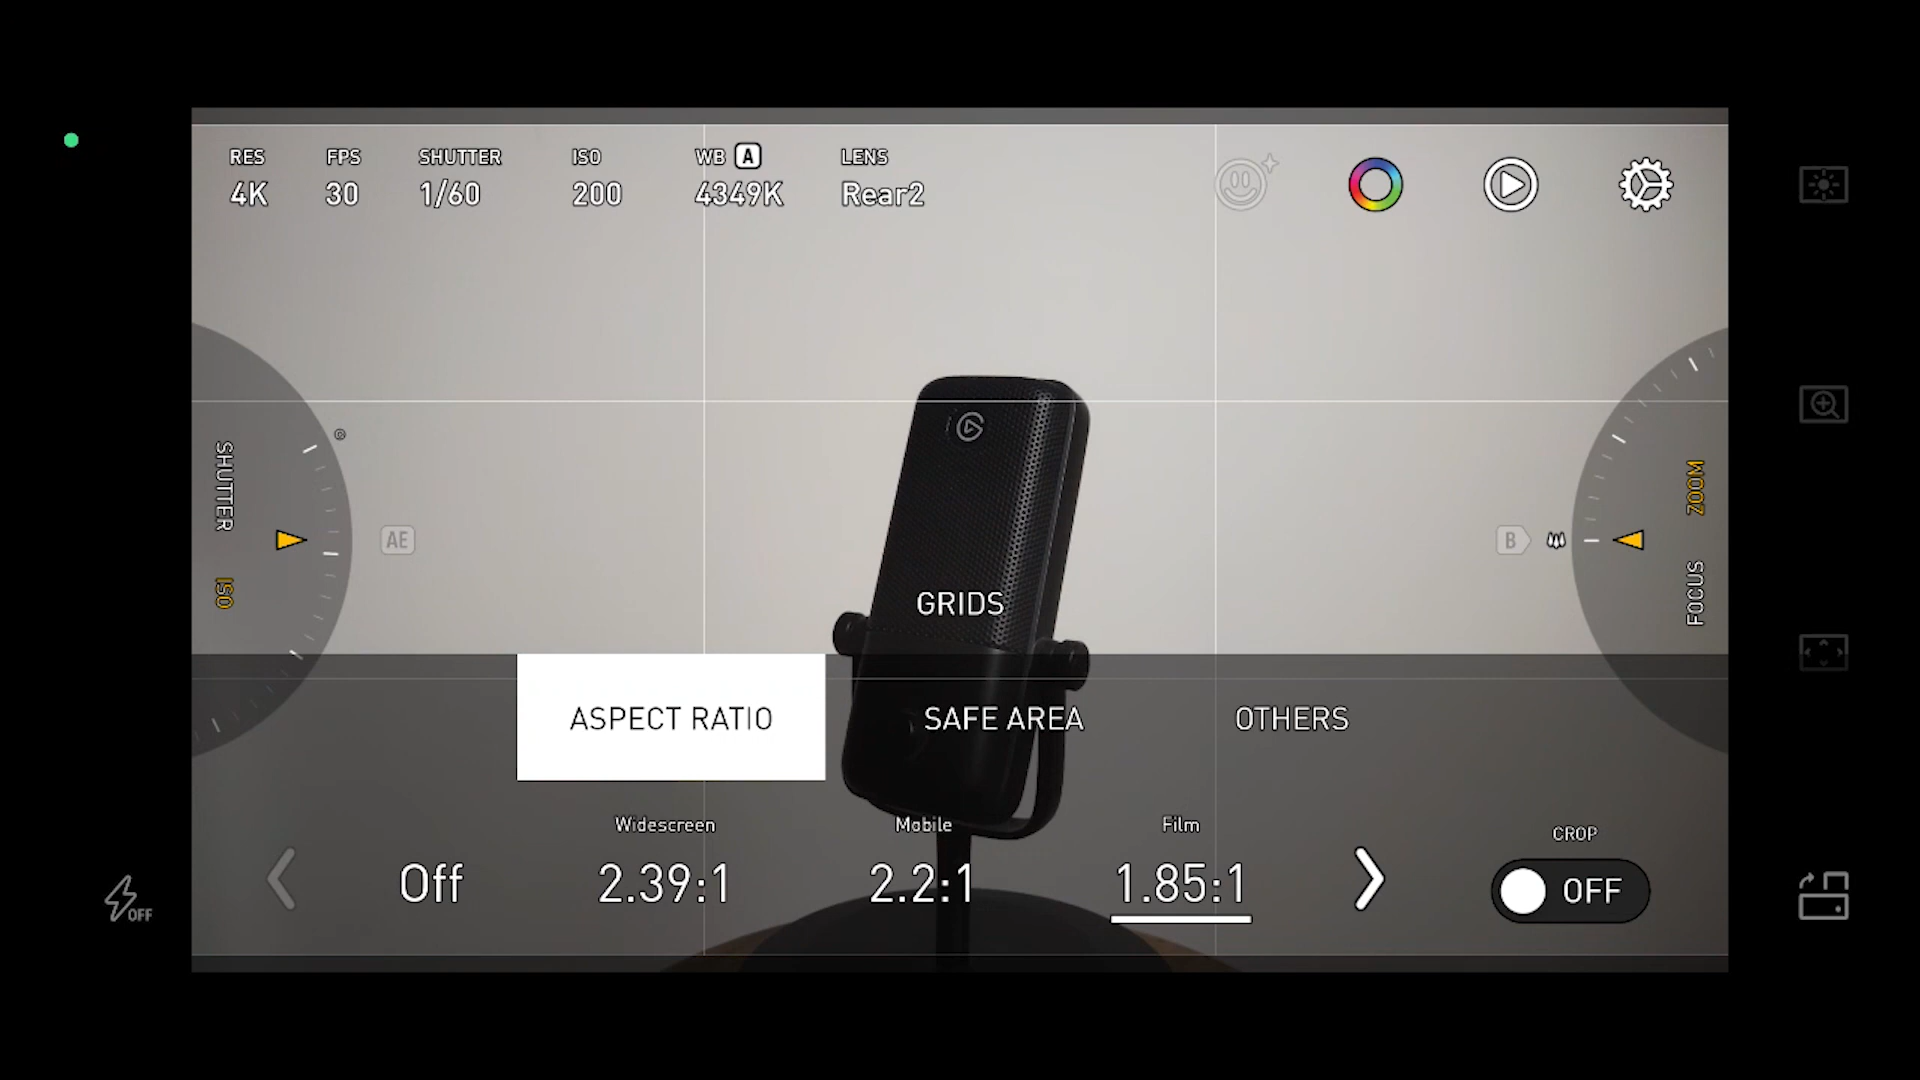 RES FPS SHUTTER ISO WB A LENS
4K 30 1/60 200 4349K Rear2
SHUTTER
ISO
AE
B
ZOOM
FOCUS
GRIDS
ASPECT RATIO SAFE AREA OTHERS
Widescreen Mobile Film CROP
Off 2.39:1 2.2:1 1.85:1 OFF
OFF